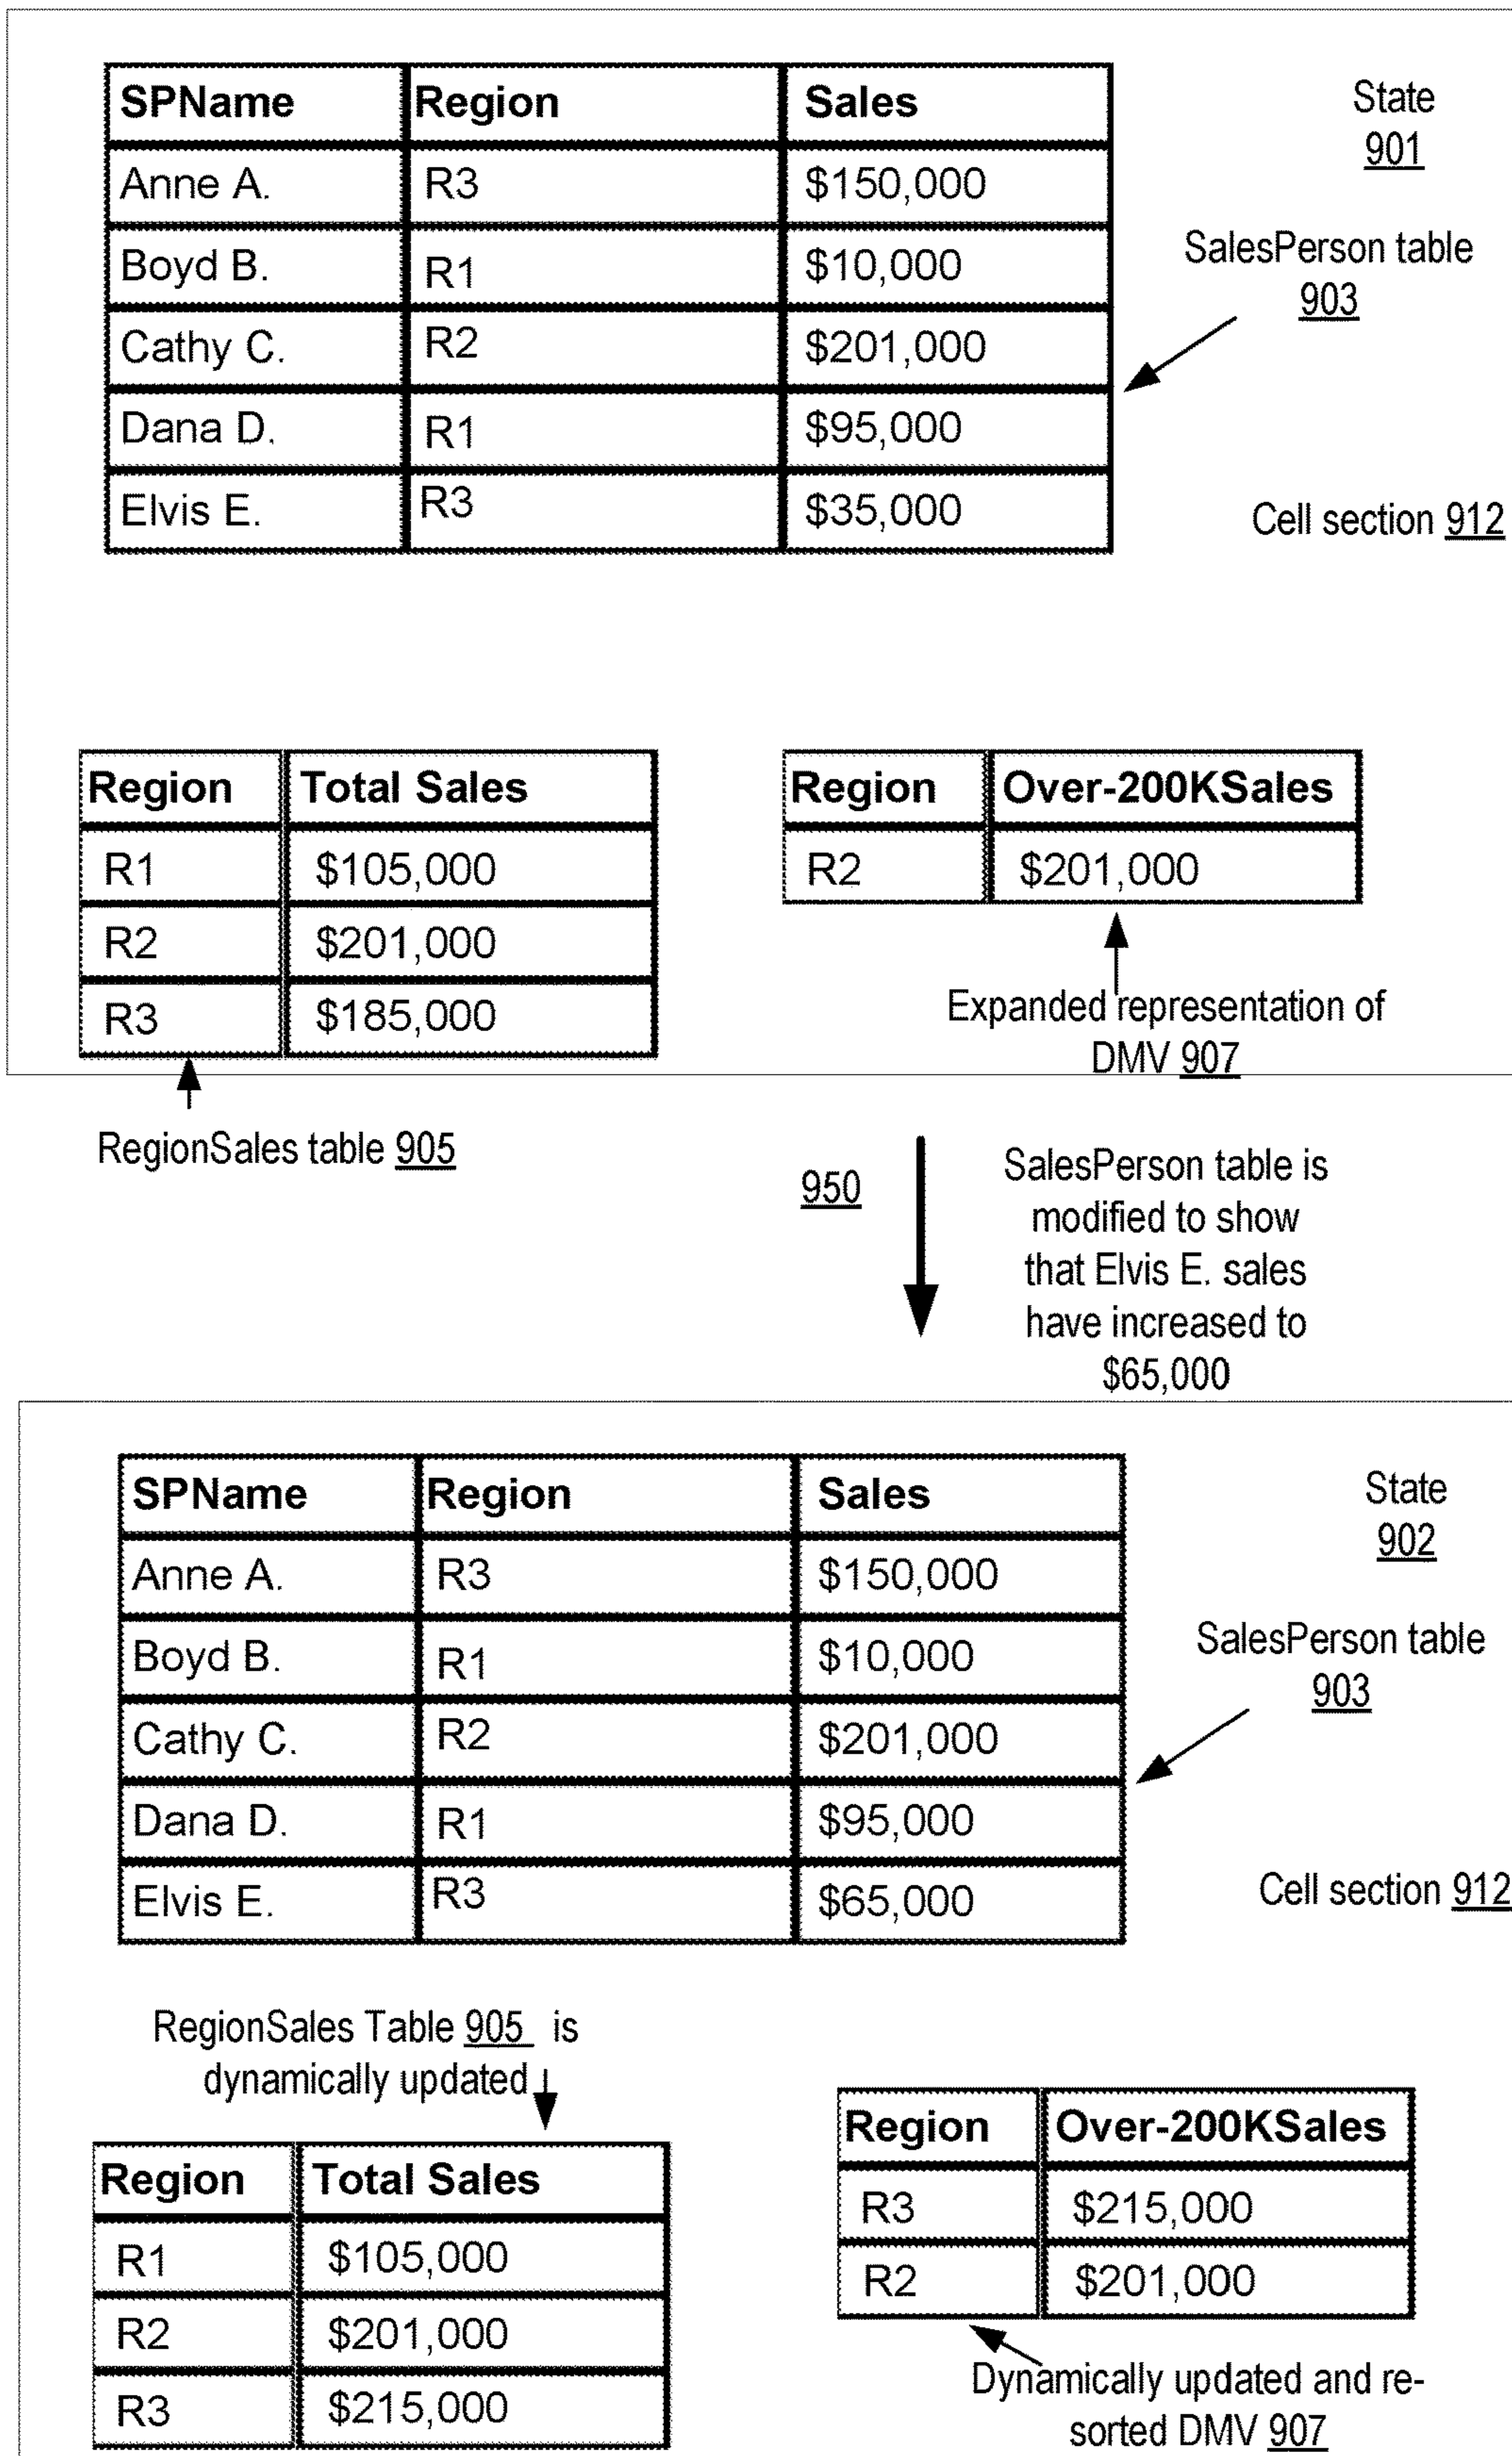 SPName Region Sales
Anne A. R3 $150,000
Boyd B. R1 $10,000
Cathy C. R2 $201,000
Dana D. R1 $95,000
Elvis E. R3 $35,000
State
901
SalesPerson table
903
Cell section 912
Region Total Sales
R1 $105,000
R2 $201,000
R3 $185,000
RegionSales table 905
Region Over-200KSales
R2 $201,000
Expanded representation of
DMV 907
950
SalesPerson table is
modified to show
that Elvis E. sales
have increased to
$65,000
SPName Region Sales
Anne A. R3 $150,000
Boyd B. R1 $10,000
Cathy C. R2 $201,000
Dana D. R1 $95,000
Elvis E. R3 $65,000
State
902
SalesPerson table
903
Cell section 912
RegionSales Table 905 is
dynamically updated
Region Total Sales
R1 $105,000
R2 $201,000
R3 $215,000
Region Over-200KSales
R3 $215,000
R2 $201,000
Dynamically updated and re-
sorted DMV 907